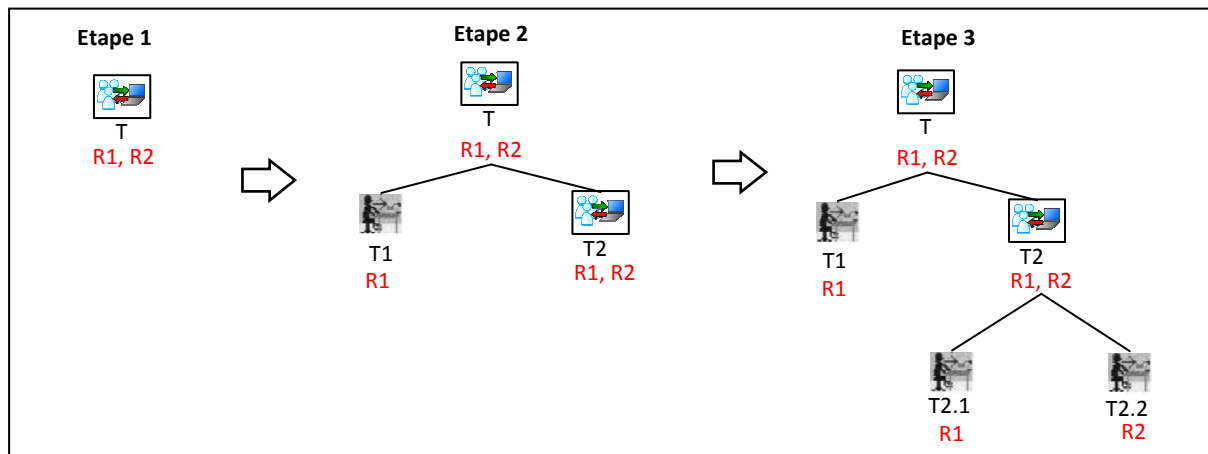 Etape 1
T
R1, R2
Etape 2
T
R1, R2
T1
R1
T2
R1, R2
Etape 3
T
R1, R2
T1
R1
T2
R1, R2
T2.1
R1
T2.2
R2